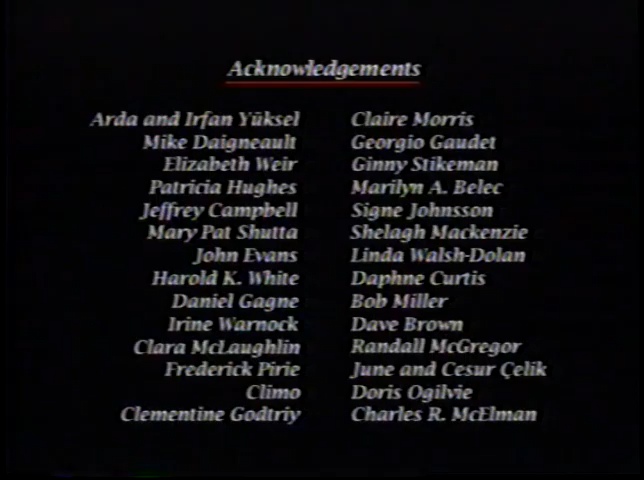 Acknowledgements
Arda and Irfan Yüksel Claire Morris
Mike Daigneault Georgio Gaudet
Elizabeth Weir Ginny Stikeman
Patricia Hughes Marilyn A. Belec
Jeffrey Campbell Signe Johnsson
Mary Pat Shutta Shelagh Mackenzie
John Evans Linda Walsh-Dolan
Harold K. White Daphne Curtis
Daniel Gagne Bob Miller
Irine Warnock Dave Brown
Clara McLaughlin Randall McGregor
Frederick Pirie June and Cesur Çelik
Climo Doris Ogilvie
Clementine Godtriy Charles R. McElman